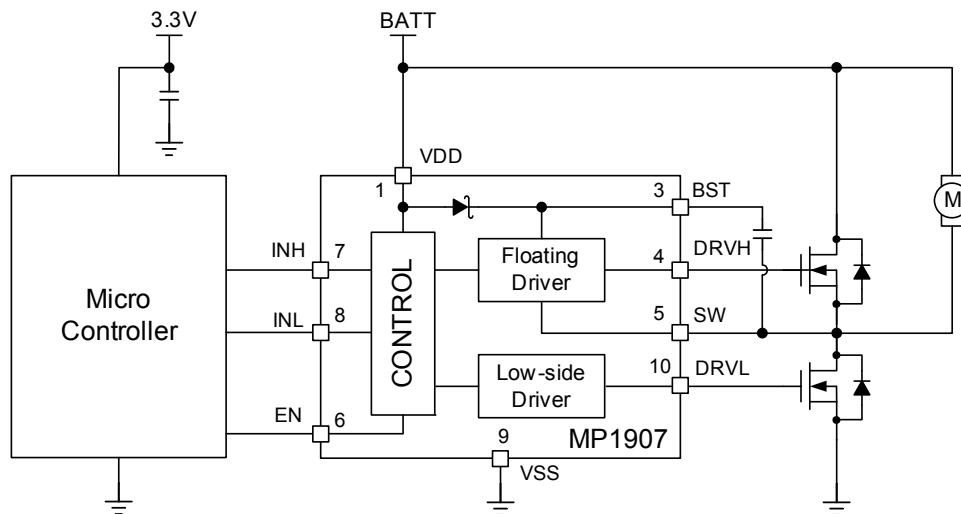 3.3V
BATT
VDD
1
3
BST
M
INH
7
Floating
Driver
4
DRVH
Micro
Controller
CONTROL
INL
8
5
SW
Low-side
Driver
10
DRVL
EN
6
MP1907
9
VSS